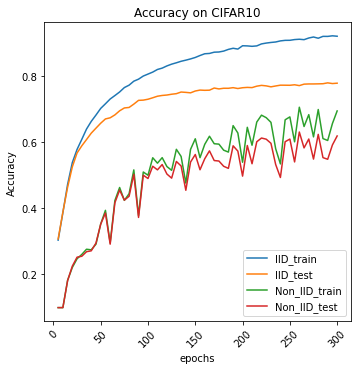 Accuracy on CIFAR10
Accuracy
0.8
0.6
0.4
0.2
0
50
100
150
200
250
300
epochs
IID_train
IID_test
Non_IID_train
Non_IID_test